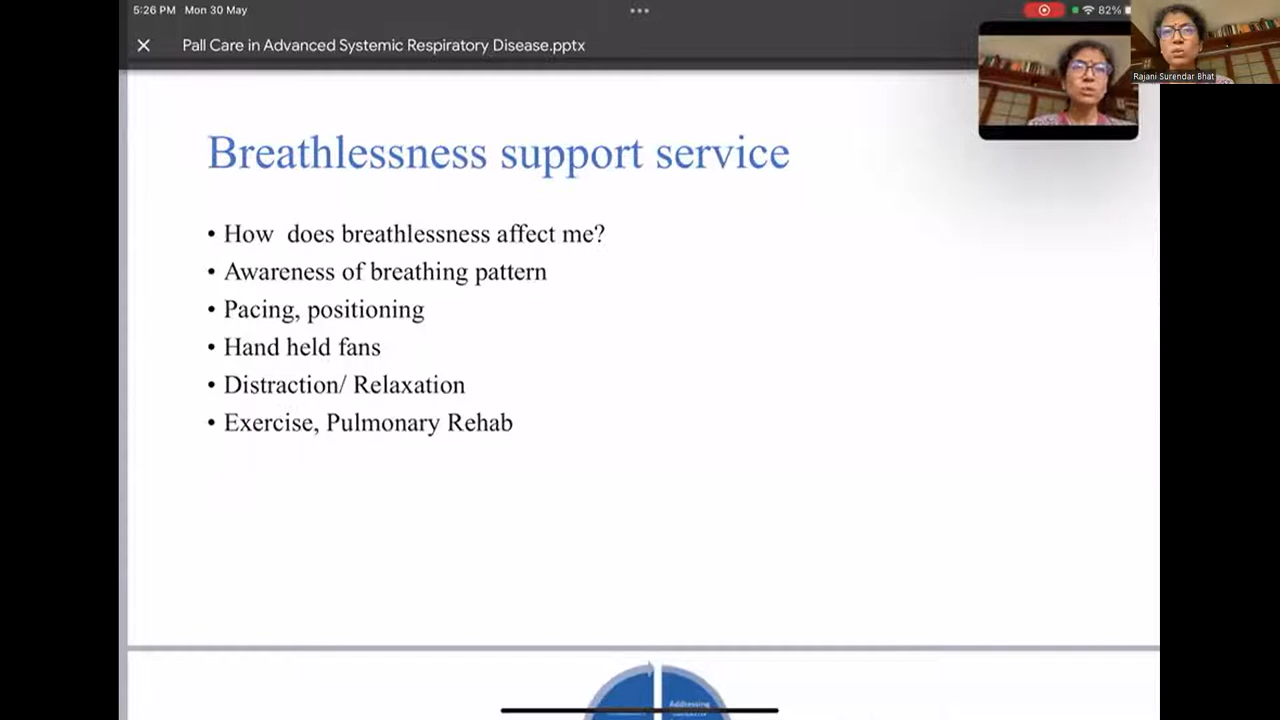 5:26 PM Mon 30 May
82%
Pall Care in Advanced Systemic Respiratory Disease.pptx
Rajani Surendar Bhat
Breathlessness support service
• How  does breathlessness affect me?
• Awareness of breathing pattern
• Pacing, positioning
• Hand held fans
• Distraction/ Relaxation
• Exercise, Pulmonary Rehab
Addressing